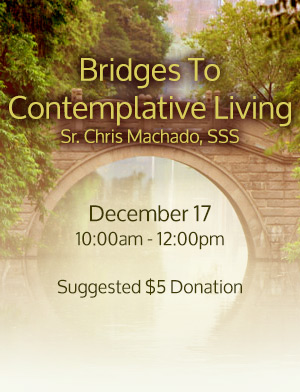 Bridges To
Contemplative Living
Sr. Chris Machado, SSS
December 17
10:00am - 12:00pm
Suggested $5 Donation